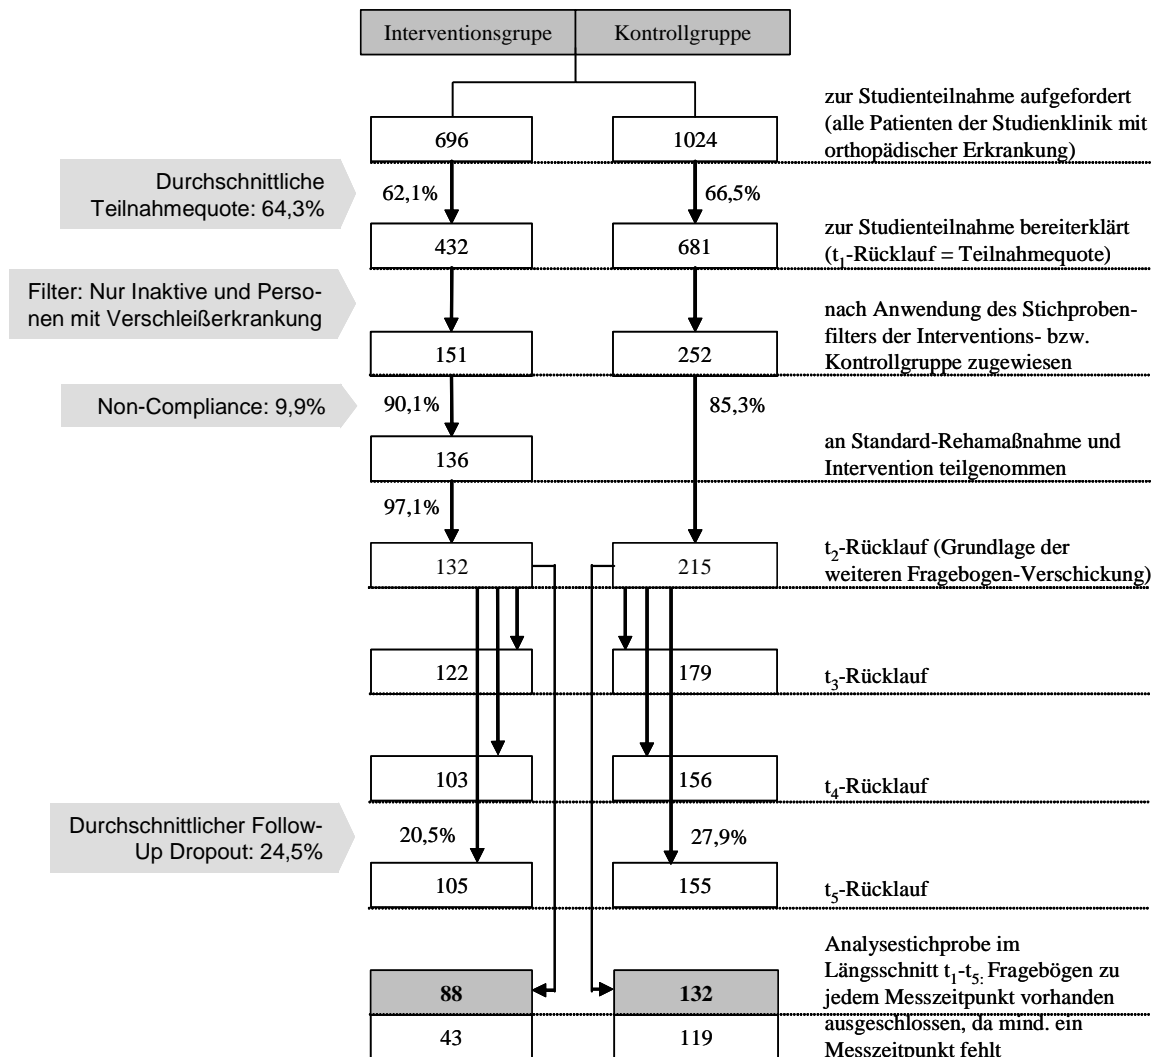 Interventionsgrupe
Kontrollgruppe
zur Studienteilnahme aufgefordert
(alle Patienten der Studienklinik mit
orthopädischer Erkrankung)
696
1024
Durchschnittliche
Teilnahmequote: 64,3%
62,1%
66,5%
zur Studienteilnahme bereiterklärt
(t1-Rücklauf = Teilnahmequote)
432
681
Filter: Nur Inaktive und Perso-
nen mit Verschleißerkrankung
nach Anwendung des Stichproben-
filters der Interventions- bzw.
Kontrollgruppe zugewiesen
151
252
Non-Compliance: 9,9%
90,1%
85,3%
an Standard-Rehamaßnahme und
Intervention teilgenommen
136
97,1%
132
215
t2-Rücklauf (Grundlage der
weiteren Fragebogen-Verschickung)
122
179
t3-Rücklauf
103
156
t4-Rücklauf
Durchschnittlicher Follow-
Up Dropout: 24,5%
20,5%
27,9%
105
155
t5-Rücklauf
Analysestichprobe im
Längsschnitt t1-t5: Fragebögen zu
jedem Messzeitpunkt vorhanden
88
132
ausgeschlossen, da mind. ein
Messzeitpunkt fehlt
43
119